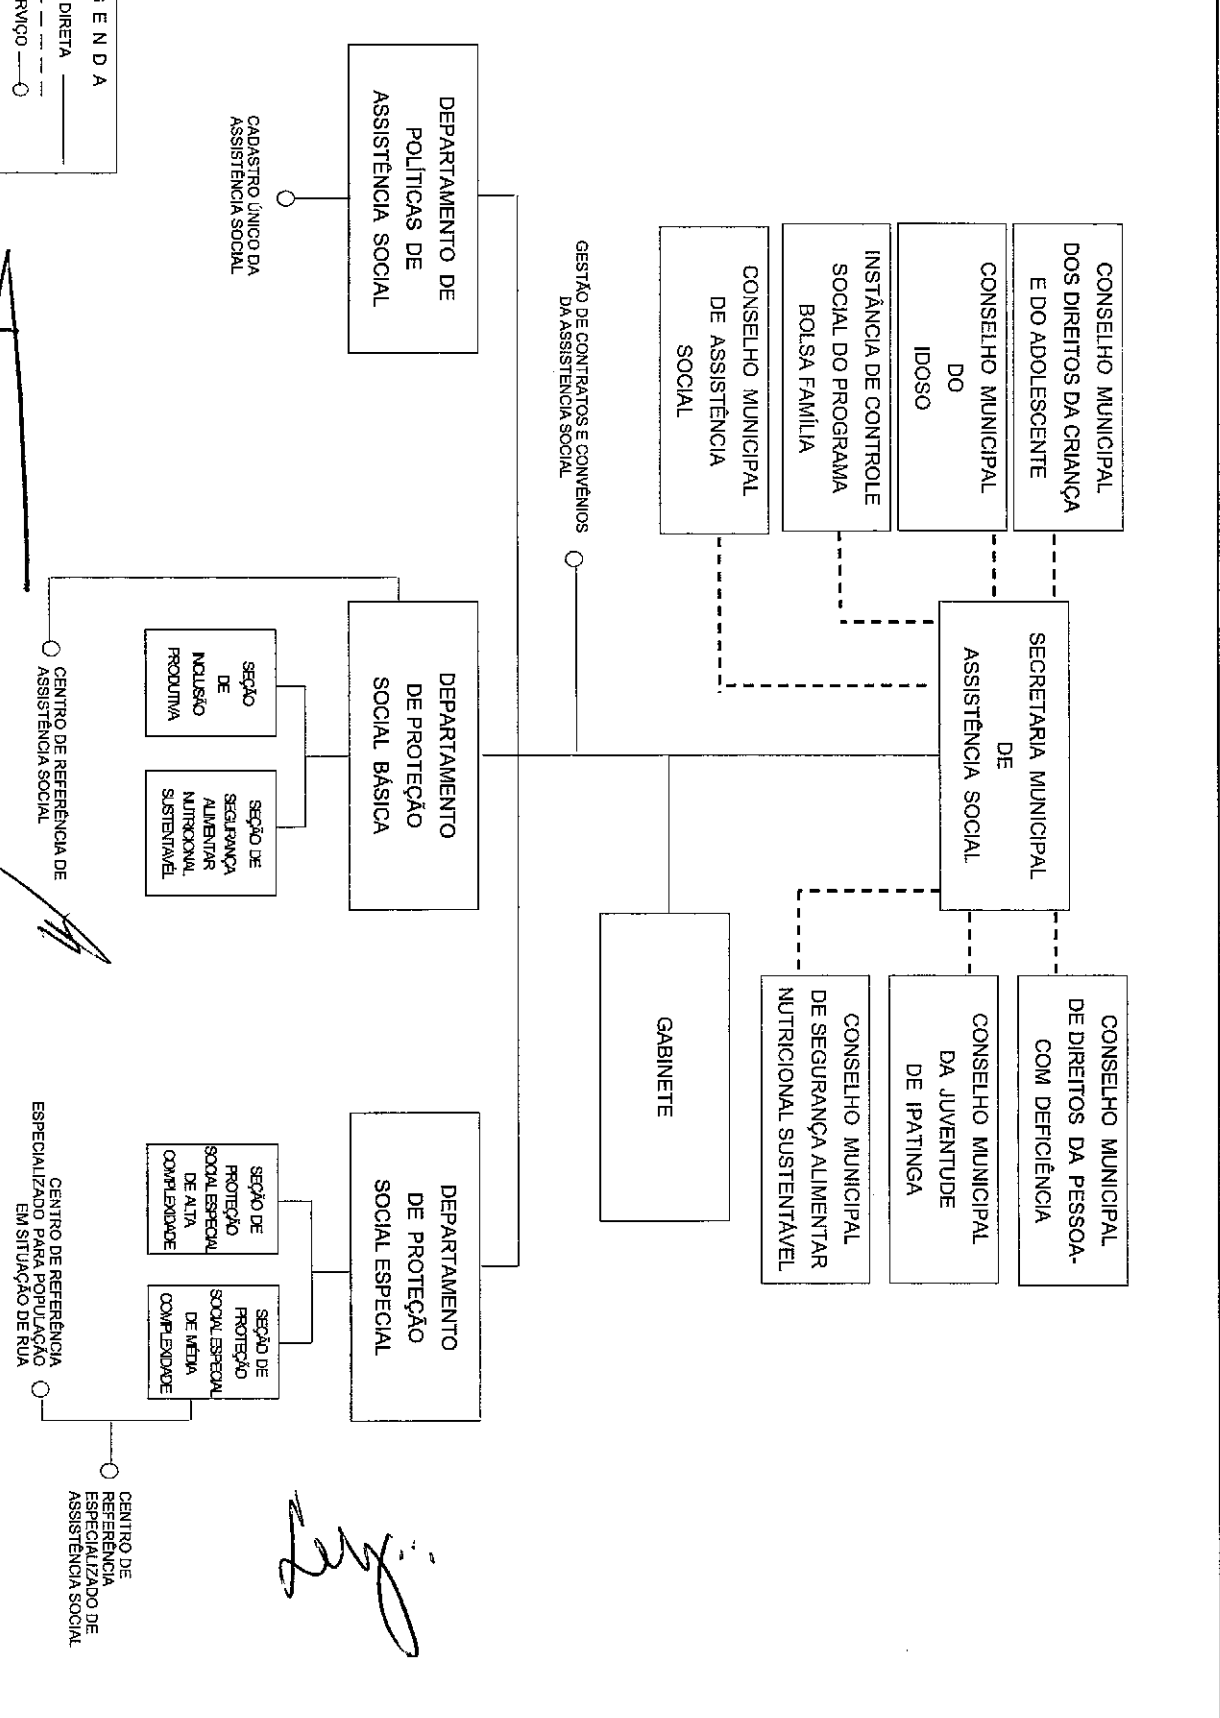 CONSELHO MUNICIPAL
DOS DIREITOS DA CRIANÇA
E DO ADOLESCENTE
CONSELHO MUNICIPAL
DO
IDOSO
INSTÂNCIA DE CONTROLE
SOCIAL DO PROGRAMA
BOLSA FAMÍLIA
CONSELHO MUNICIPAL
DE ASSISTÊNCIA
SOCIAL
SECRETARIA MUNICIPAL
DE
ASSISTÊNCIA SOCIAL
CONSELHO MUNICIPAL
DE DIREITOS DA PESSOA-
COM DEFICIÊNCIA
CONSELHO MUNICIPAL
DA JUVENTUDE
DE IPATINGA
CONSELHO MUNICIPAL
DE SEGURANÇA ALIMENTAR
NUTRICIONAL SUSTENTÁVEL
GABINETE
GESTÃO DE CONTRATOS E CONVÊNIOS
DA ASSISTENCIA SOCIAL
DEPARTAMENTO DE
POLÍTICAS DE
ASSISTÊNCIA SOCIAL
CADASTRO ÚNICO DA
ASSISTÊNCIA SOCIAL
DEPARTAMENTO
DE PROTEÇÃO
SOCIAL BÁSICA
SEÇÃO
DE
INCLUSÃO
PRODUTIVA
SEÇÃO DE
SEGURANÇA
ALIMENTAR
NUTRICIONAL
SUSTENTAVÉL
CENTRO DE REFERÊNCIA DE
ASSISTÊNCIA SOCIAL
DEPARTAMENTO
DE PROTEÇÃO
SOCIAL ESPECIAL
SEÇÃO DE
PROTEÇÃO
SOCIAL ESPECIAL
DE ALTA
COMPLEXIDADE
SEÇÃO DE
PROTEÇÃO
SOCIAL ESPECIAL
DE MÉDIA
COMPLEXIDADE
CENTRO DE REFERÊNCIA
ESPECIALIZADO PARA POPULAÇÃO
EM SITUAÇÃO DE RUA
CENTRO DE
REFERÊNCIA
ESPECIALIZADO DE
ASSISTÊNCIA SOCIAL
GENDA
DIRETA
RVIÇO